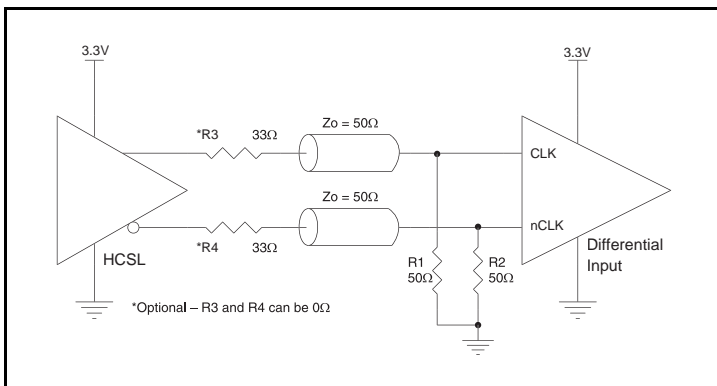 3.3V
3.3V
*R3 33Ω
Zo = 50Ω
CLK
Zo = 50Ω
nCLK
*R4 33Ω
HCSL
R1
50Ω
R2
50Ω
Differential
Input
*Optional – R3 and R4 can be 0Ω